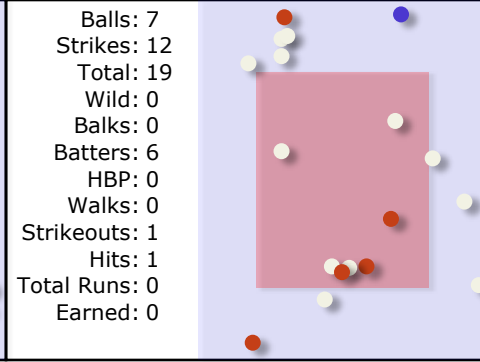 Balls: 7
Strikes: 12
Total: 19
Wild: 0
Balks: 0
Batters: 6
HBP: 0
Walks: 0
Strikeouts: 1
Hits: 1
Total Runs: 0
Earned: 0